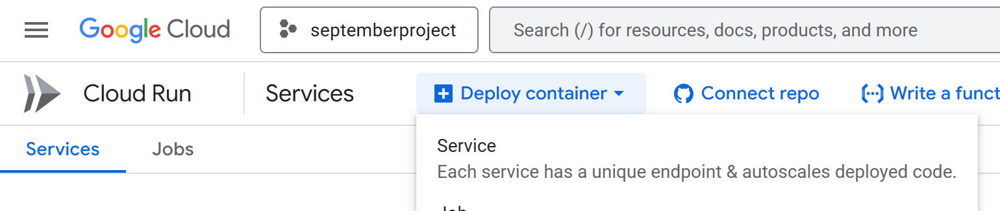 Google Cloud
septemberproject
Search (/) for resources, docs, products, and more
Cloud Run
Services
Deploy container
Connect repo
Write a funct
Services
Jobs
Service
Each service has a unique endpoint & autoscales deployed code.
Job